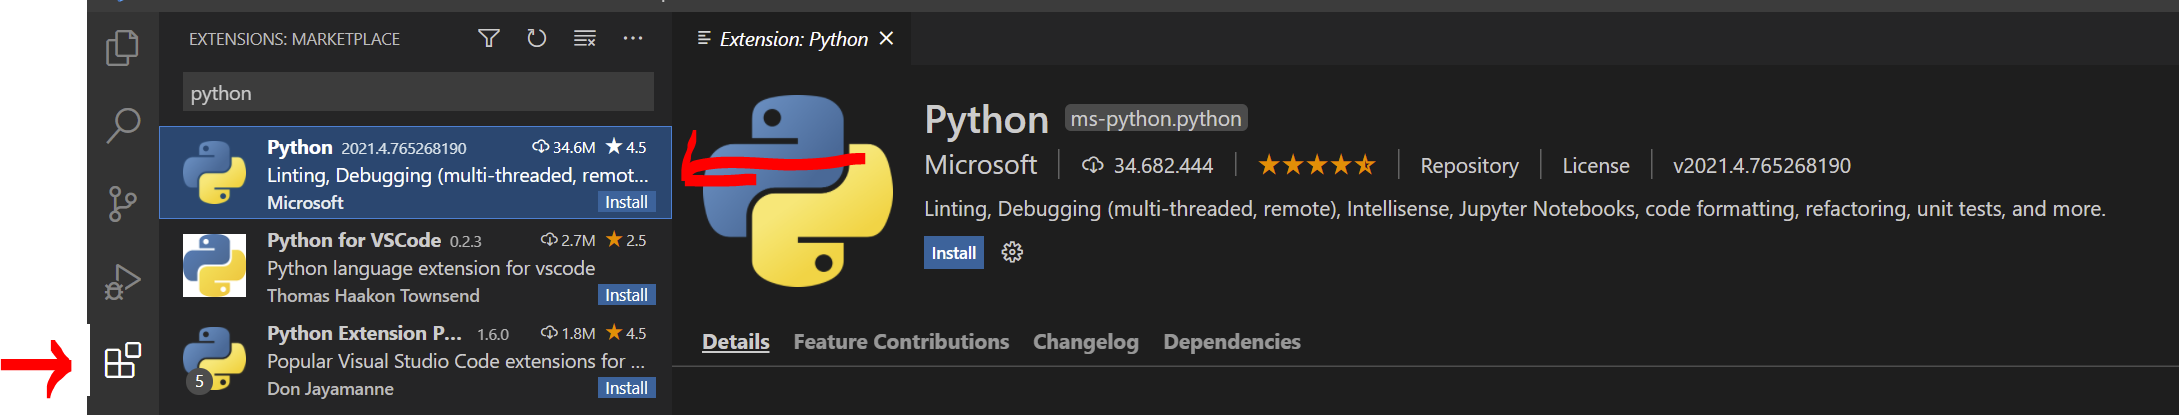 EXTENSIONS: MARKETPLACE
python
Python 2021.4.765268190 34.6M 4.5
Linting, Debugging (multi-threaded, remot...
Microsoft Install
Python for VSCode 0.2.3 2.7M 2.5
Python language extension for vscode
Thomas Haakon Townsend Install
Python Extension P... 1.6.0 1.8M 4.5
Popular Visual Studio Code extensions for ...
5
Don Jayamanne Install
Extension: Python
Python ms-python.python
Microsoft 34.682.444 Repository License v2021.4.765268190
Linting, Debugging (multi-threaded, remote), Intellisense, Jupyter Notebooks, code formatting, refactoring, unit tests, and more.
Install
Details Feature Contributions Changelog Dependencies